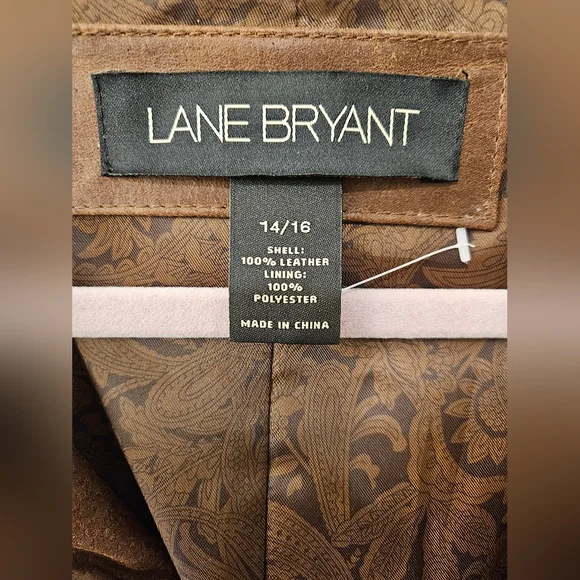 LANE BRYANT
14/16
SHELL:
100% LEATHER
LINING:
100%
POLYESTER
MADE IN CHINA